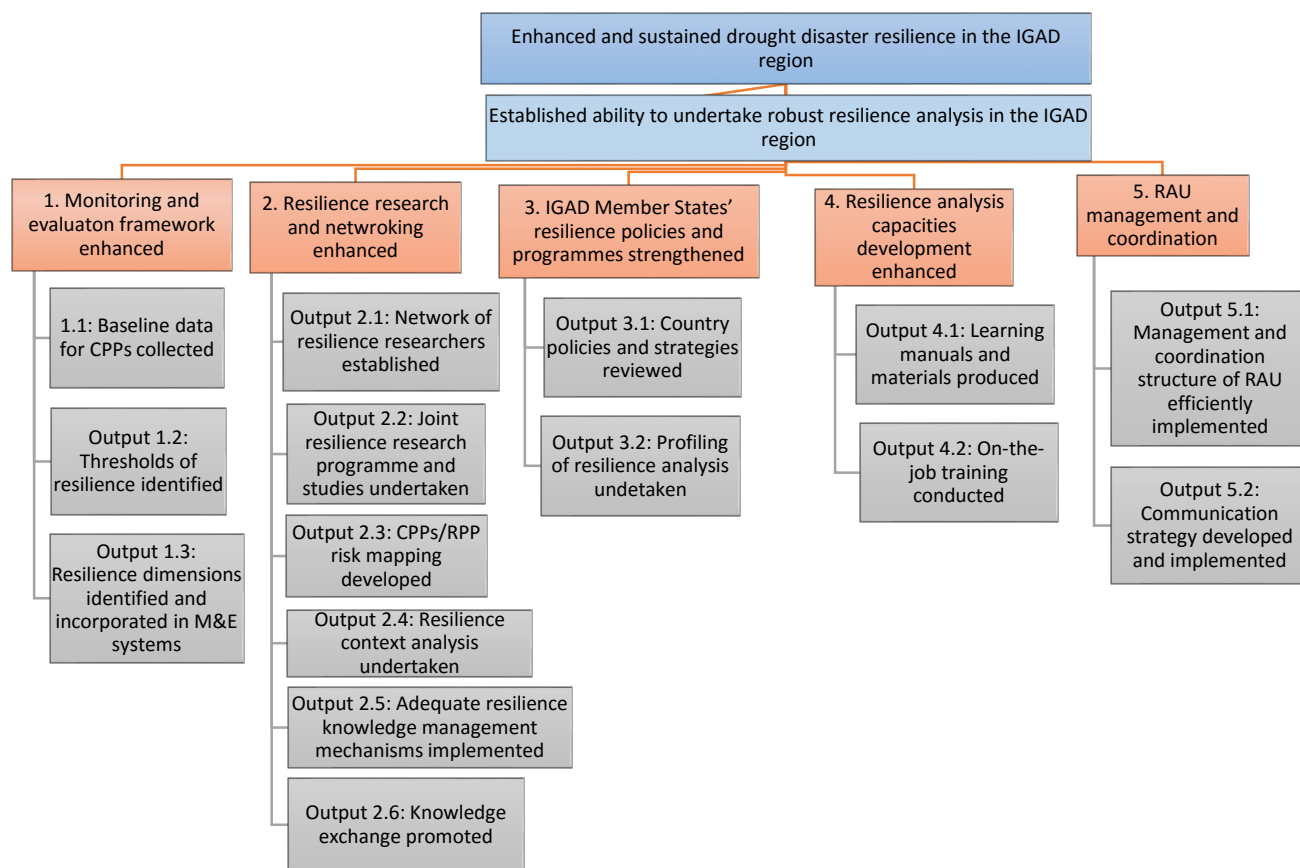 Enhanced and sustained drought disaster resilience in the IGAD
region
Established ability to undertake robust resilience analysis in the IGAD
region
1. Monitoring and
evaluaton framework
enhanced
1.1: Baseline data
for CPPs collected
Output 1.2:
Thresholds of
resilience identified
Output 1.3:
Resilience dimensions
identified and
incorporated in M&E
systems
2. Resilience research
and netwroking
enhanced
Output 2.1: Network of
resilience researchers
established
Output 2.2: Joint
resilience research
programme and
studies undertaken
Output 2.3: CPPs/RPP
risk mapping
developed
Output 2.4: Resilience
context analysis
undertaken
Output 2.5: Adequate resilience
knowledge management
mechanisms implemented
Output 2.6: Knowledge
exchange promoted
3. IGAD Member States’
resilience policies and
programmes strengthened
Output 3.1: Country
policies and strategies
reviewed
Output 3.2: Profiling
of resilience analysis
undetaken
4. Resilience analysis
capacities
development
enhanced
Output 4.1: Learning
manuals and
materials produced
Output 4.2: On-the-
job training
conducted
5. RAU
management and
coordination
Output 5.1:
Management and
coordination
structure of RAU
efficiently
implemented
Output 5.2:
Communication
strategy developed
and implemented